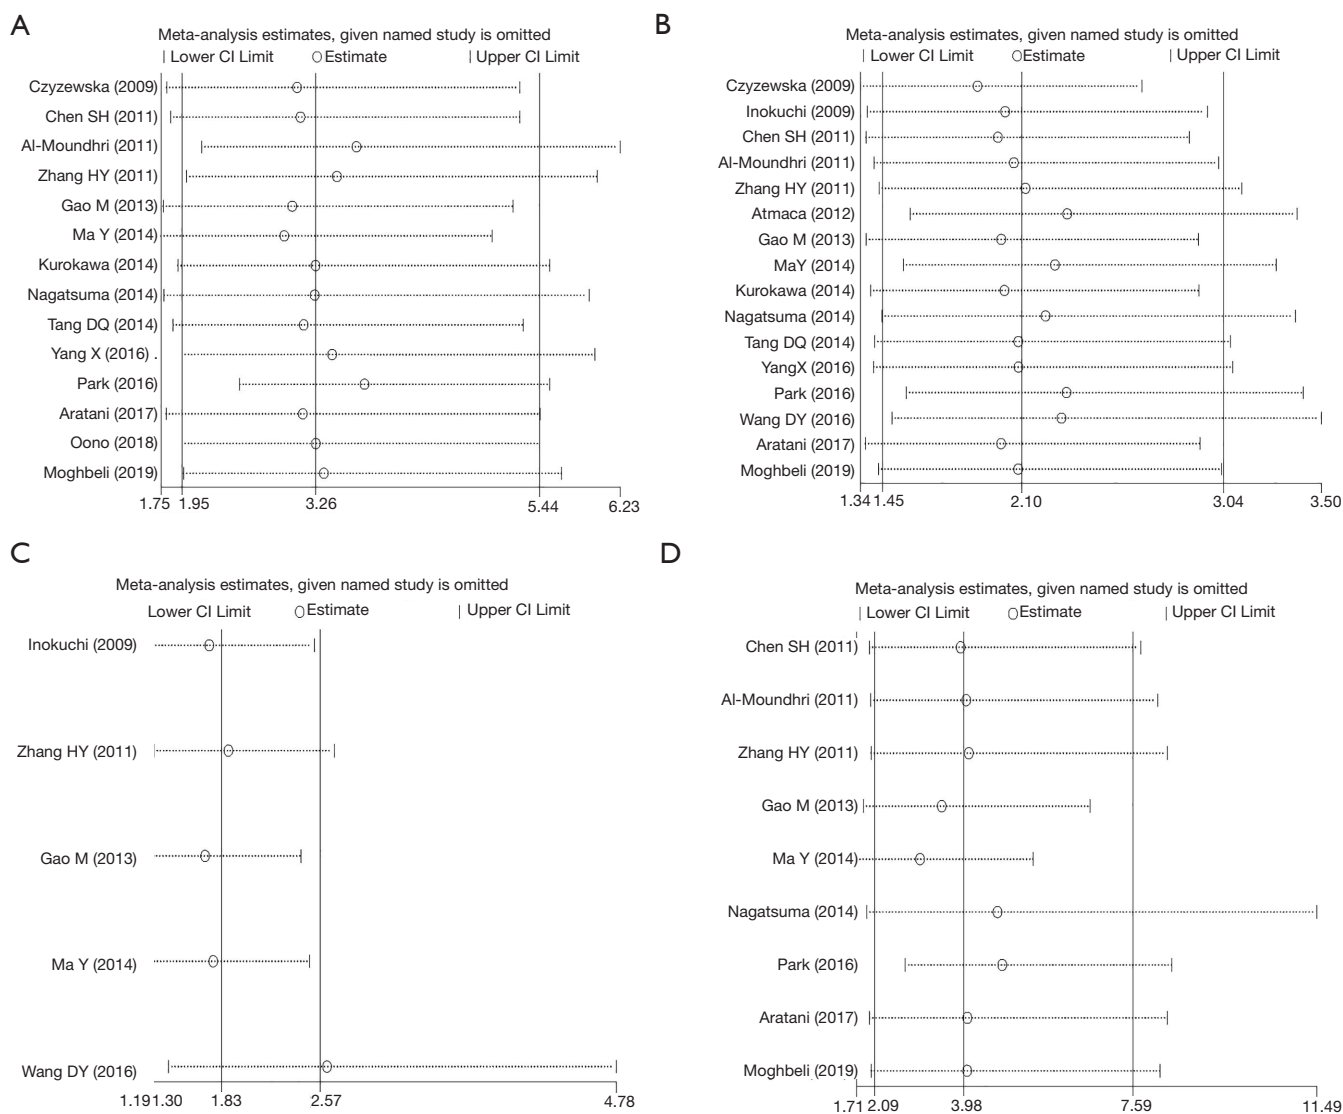 A
Meta-analysis estimates, given named study is omitted
Lower CI Limit Estimate Upper CI Limit
Czyzewska (2009)
Chen SH (2011)
Al-Moundhri (2011)
Zhang HY (2011)
Gao M (2013)
Ma Y (2014)
Kurokawa (2014)
Nagatsuma (2014)
Tang DQ (2014)
Yang X (2016) .
Park (2016)
Aratani (2017)
Oono (2018)
Moghbeli (2019)
1.75 1.95 3.26 5.44 6.23
B
Meta-analysis estimates, given named study is omitted
Lower CI Limit Estimate Upper CI Limit
Czyzewska (2009)
Inokuchi (2009)
Chen SH (2011)
Al-Moundhri (2011)
Zhang HY (2011)
Atmaca (2012)
Gao M (2013)
MaY (2014)
Kurokawa (2014)
Nagatsuma (2014)
Tang DQ (2014)
YangX (2016)
Park (2016)
Wang DY (2016)
Aratani (2017)
Moghbeli (2019)
1.34 1.45 2.10 3.04 3.50
C
Meta-analysis estimates, given named study is omitted
Lower CI Limit Estimate Upper CI Limit
Inokuchi (2009)
Zhang HY (2011)
Gao M (2013)
Ma Y (2014)
Wang DY (2016)
1.19 1.30 1.83 2.57 4.78
D
Meta-analysis estimates, given named study is omitted
Lower CI Limit Estimate Upper CI Limit
Chen SH (2011)
Al-Moundhri (2011)
Zhang HY (2011)
Gao M (2013)
Ma Y (2014)
Nagatsuma (2014)
Park (2016)
Aratani (2017)
Moghbeli (2019)
1.71 2.09 3.98 7.59 11.49